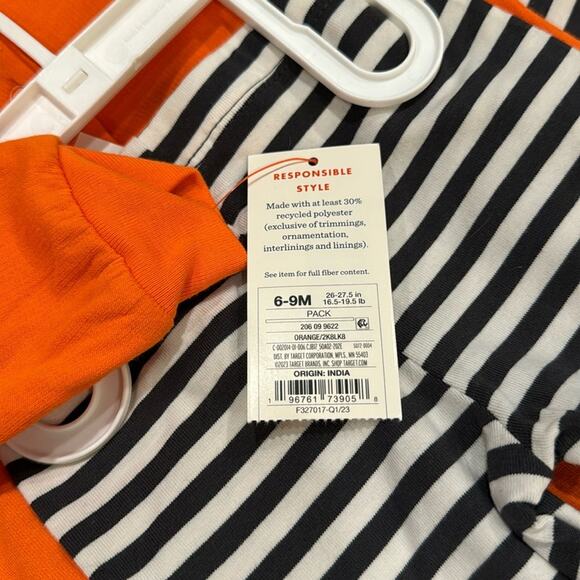 RESPONSIBLE
STYLE
Made with at least 30%
recycled polyester
(exclusive of trimmings,
ornamentation,
interlinings and linings).
See item for full fiber content.
6-9M 26-27.5 in
16.5-19.5 lb
PACK
206 09 9622
ORANGE/2K8LK8
DIST. BY TARGET CORPORATION, MPLS., MN 55403
©2023 TARGET BRANDS, INC. SHOP TARGET.COM
ORIGIN: INDIA
1 96761 73905 8
F327017-Q1/23